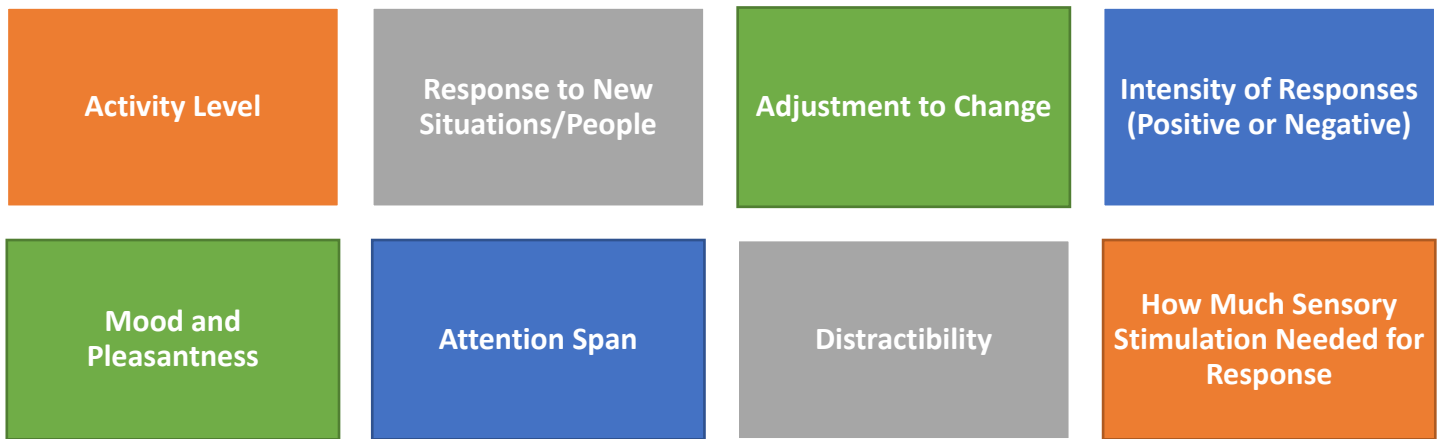 Activity Level
Response to New
Situations/People
Adjustment to Change
Intensity of Responses
(Positive or Negative)
Mood and
Pleasantness
Attention Span
Distractibility
How Much Sensory
Stimulation Needed for
Response